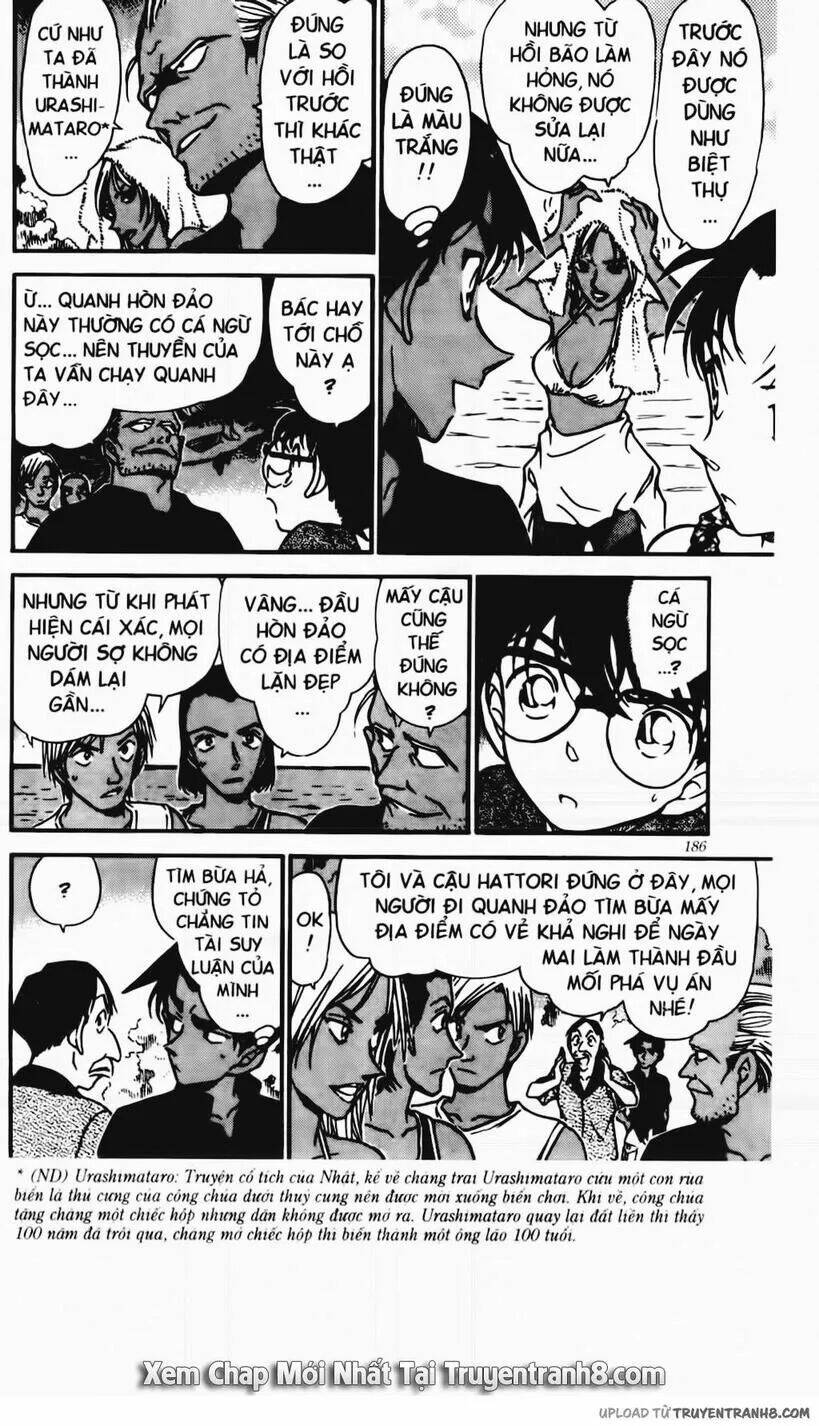 TRƯỚC
ĐÂY NÓ
ĐƯỢC
DÙNG
NHƯ
BIỆT
THỰ
...
NHƯNG TỪ
HỒI BÃO LÀM
HỎNG, NÓ
KHÔNG ĐƯỢC
SỬA LẠI
NỮA...
ĐÚNG
LÀ MÀU
TRẮNG
!!
ĐÚNG
LÀ SO
VỚI HỒI
TRƯỚC
THÌ KHÁC
THẬT
...
CỨ NHƯ
TA ĐÃ
THÀNH
URASHI-
MATARO*
...
BÁC HAY
TỚI CHỖ
NÀY Ạ
?
Ừ... QUANH HÒN ĐẢO
NÀY THƯỜNG CÓ CÁ NGỪ
SỌC... NÊN THUYỀN CỦA
TA VẪN CHẠY QUANH
ĐÂY...
CÁ
NGỪ
SỌC
...?
MẤY CẬU
CŨNG
THẾ
ĐÚNG
KHÔNG
?
VÂNG... ĐẦU
HÒN ĐẢO
CÓ ĐỊA ĐIỂM
LẶN ĐẸP
...
NHƯNG TỪ KHI PHÁT
HIỆN CÁI XÁC, MỌI
NGƯỜI SỢ KHÔNG
DÁM LẠI
GẦN...
186
TÔI VÀ CẬU HATTORI ĐỨNG Ở ĐÂY, MỌI
NGƯỜI ĐI QUANH ĐẢO TÌM BỪA MẤY
ĐỊA ĐIỂM CÓ VẺ KHẢ NGHI ĐỂ NGÀY
MAI LÀM THÀNH ĐẦU
MỐI PHÁ VỤ ÁN
NHÉ!
OK
!
TÌM BỪA HẢ,
CHỨNG TỎ
CHẲNG TIN
TÀI SUY
LUẬN CỦA
MÌNH
...
?
* (ND) Urashimataro: Truyện cổ tích của Nhật, kể về chàng trai Urashimataro cứu một con rùa
biển là thú cưng của công chúa dưới thuỷ cung nên được mời xuống biển chơi. Khi về, công chúa
tặng chàng một chiếc hộp nhưng dặn không được mở ra. Urashimataro quay lại đất liền thì thấy
100 năm đã trôi qua, chàng mở chiếc hộp thì biến thành một ông lão 100 tuổi.
Xem Chap Mới Nhất Tại Truyentranh8.com
UPLOAD TỪ TRUYENTRANH8.COM